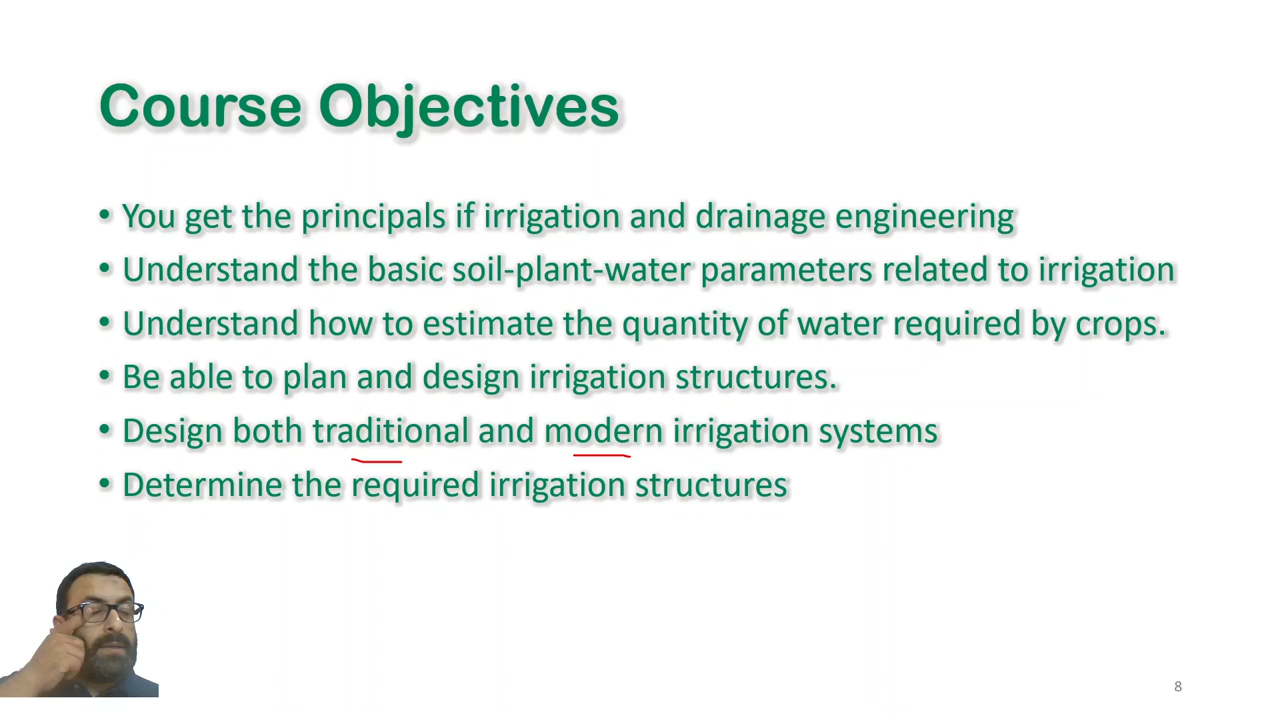 Course Objectives
• You get the principals if irrigation and drainage engineering
• Understand the basic soil-plant-water parameters related to irrigation
• Understand how to estimate the quantity of water required by crops.
• Be able to plan and design irrigation structures.
• Design both traditional and modern irrigation systems
• Determine the required irrigation structures
8